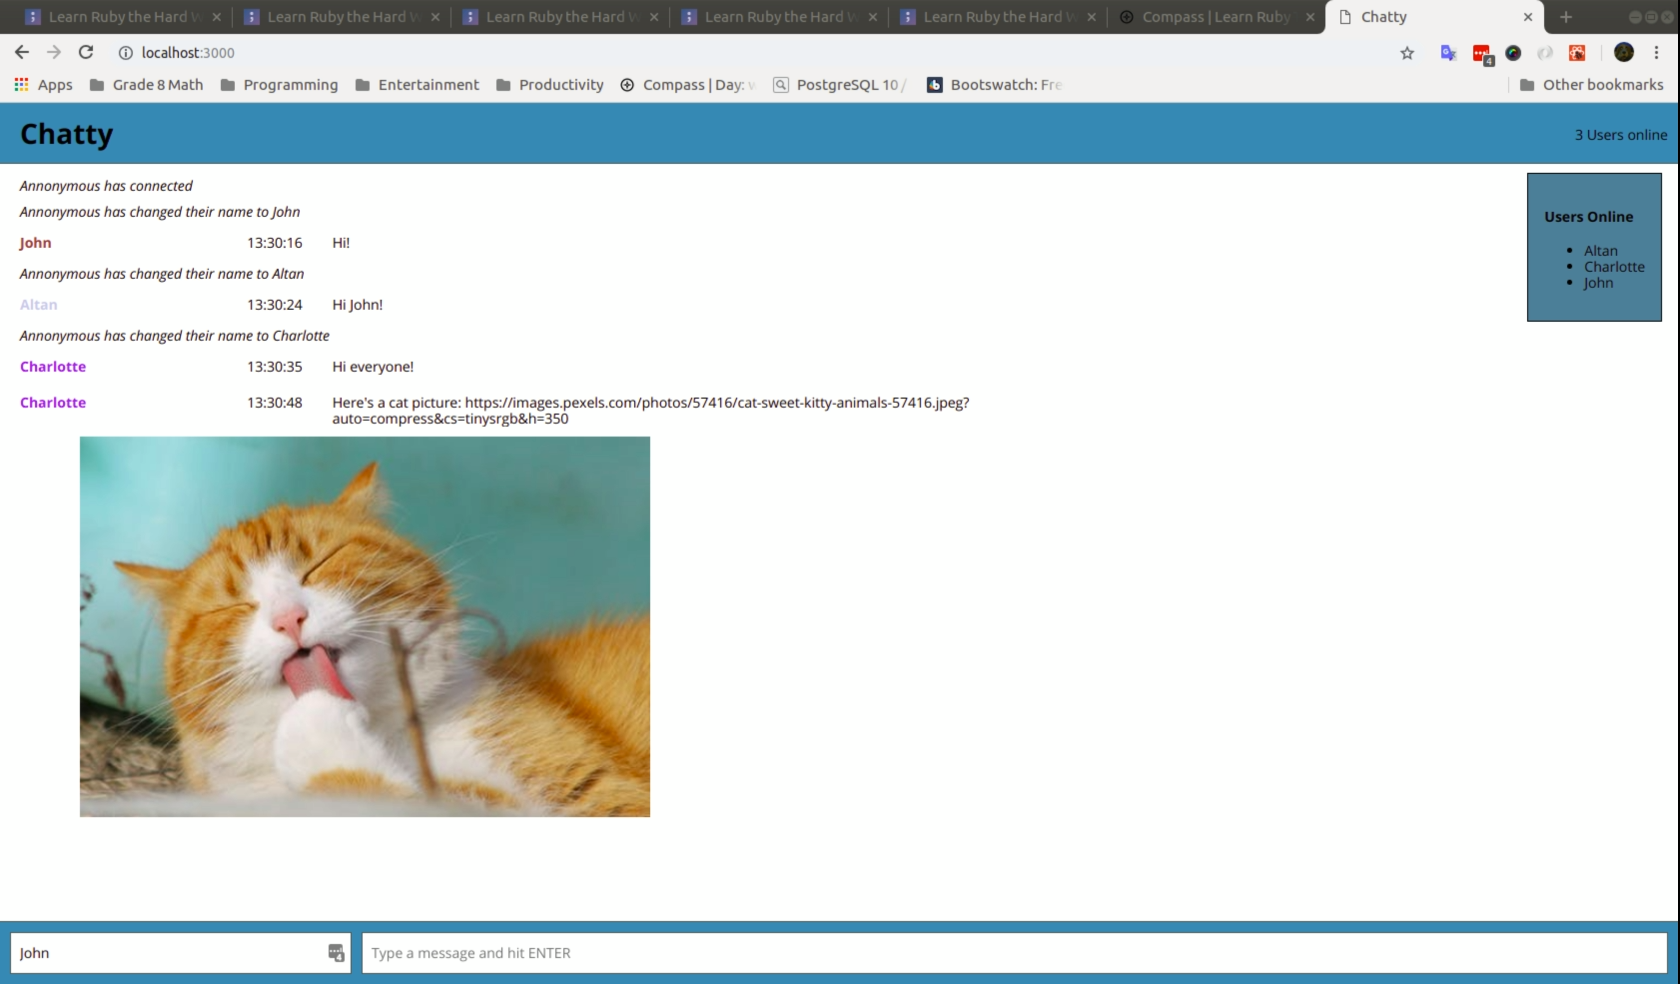 Learn Ruby the Hard W
Learn Ruby the Hard W
Learn Ruby the Hard W
Learn Ruby the Hard W
Learn Ruby the Hard W
Compass | Learn Ruby
Chatty
localhost:3000
4
Apps
Grade 8 Math
Programming
Entertainment
Productivity
Compass | Day: w
PostgreSQL 10 /
Bootswatch: Fre
Other bookmarks
Chatty
3 Users online
Annonymous has connected
Annonymous has changed their name to John
John 13:30:16 Hi!
Annonymous has changed their name to Altan
Altan 13:30:24 Hi John!
Annonymous has changed their name to Charlotte
Charlotte 13:30:35 Hi everyone!
Charlotte 13:30:48 Here's a cat picture: https://images.pexels.com/photos/57416/cat-sweet-kitty-animals-57416.jpeg?
auto=compress&cs=tinysrgb&h=350
Users Online
Altan
Charlotte
John
John
4
Type a message and hit ENTER